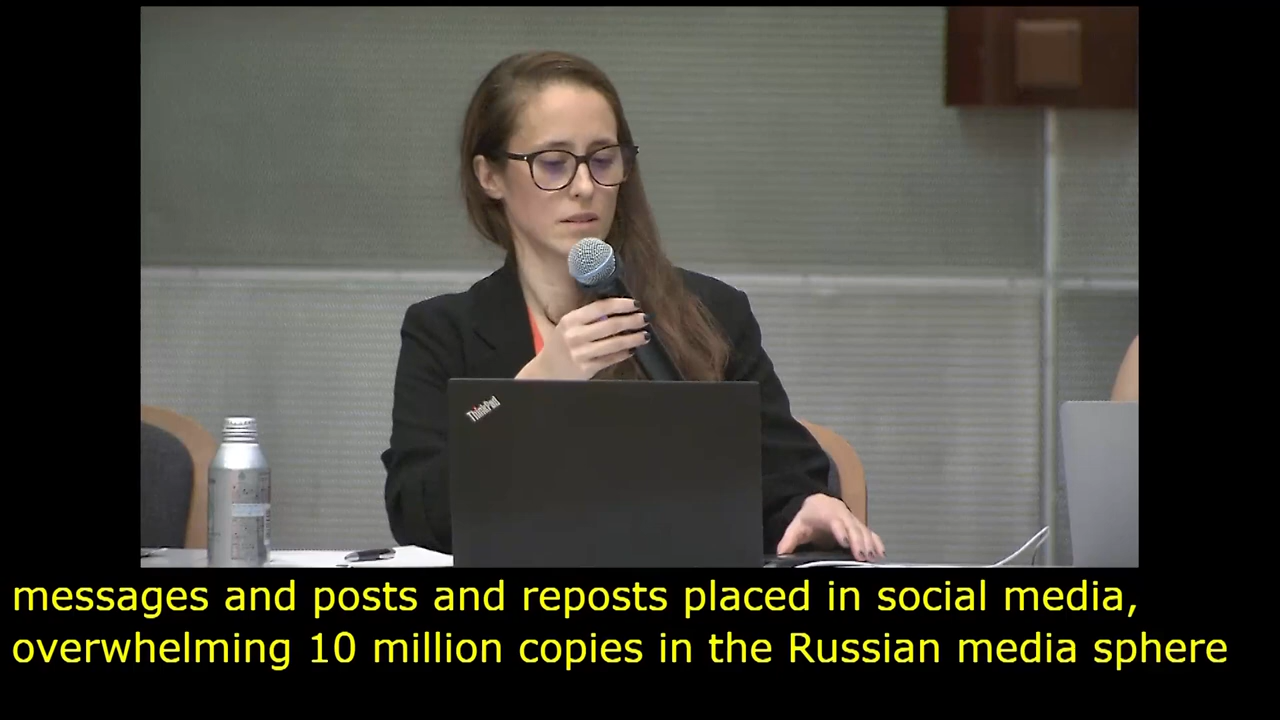 ThinkPad
messages and posts and reposts placed in social media,
overwhelming 10 million copies in the Russian media sphere